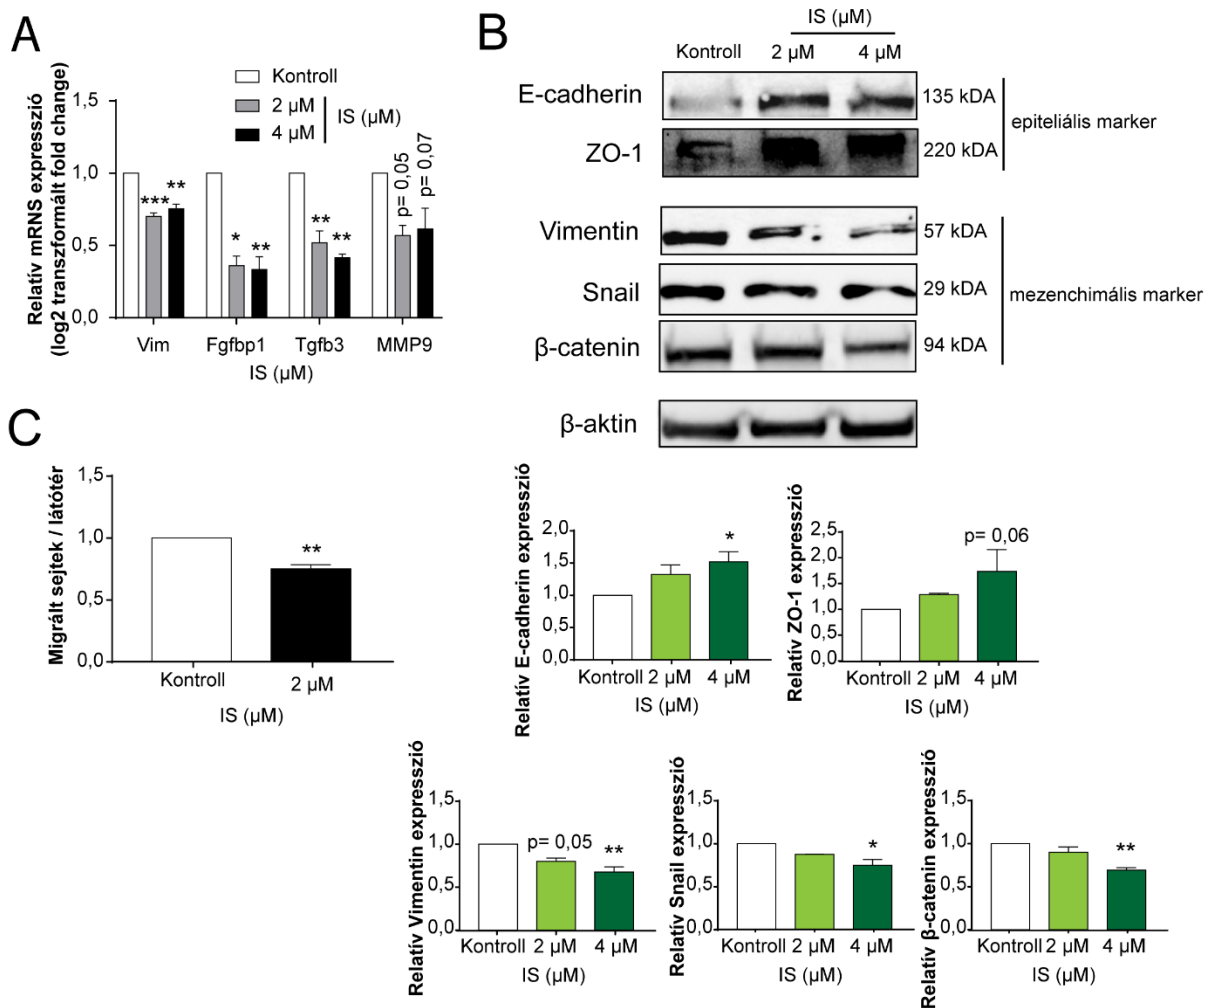 A
Kontroll
2 µM
4 µM
IS (µM)
Relatív mRNS expresszió
(log2 transzformált fold change)
1,5
1,0
0,5
0,0
***
**
*
**
**
**
p= 0,05
p= 0,07
Vim
Fgfbp1
Tgfb3
MMP9
IS (µM)
B
IS (µM)
Kontroll
2 µM
4 µM
E-cadherin
135 kDA
ZO-1
220 kDA
epiteliális marker
Vimentin
57 kDA
Snail
29 kDA
β-catenin
94 kDA
mezenchimális marker
β-aktin
C
Migrált sejtek / látótér
1,5
1,0
0,5
0,0
**
Kontroll
2 µM
IS (µM)
Relatív E-cadherin expresszió
2,0
1,5
1,0
0,5
0,0
*
Kontroll
2 µM
4 µM
IS (µM)
Relatív ZO-1 expresszió
2,5
2,0
1,5
1,0
0,5
0,0
p= 0,06
Kontroll
2 µM
4 µM
IS (µM)
Relatív Vimentin expresszió
1,5
1,0
0,5
0,0
p= 0,05
**
Kontroll
2 µM
4 µM
IS (µM)
Relatív Snail expresszió
1,5
1,0
0,5
0,0
*
Kontroll
2 µM
4 µM
IS (µM)
Relatív β-catenin expresszió
1,5
1,0
0,5
0,0
**
Kontroll
2 µM
4 µM
IS (µM)